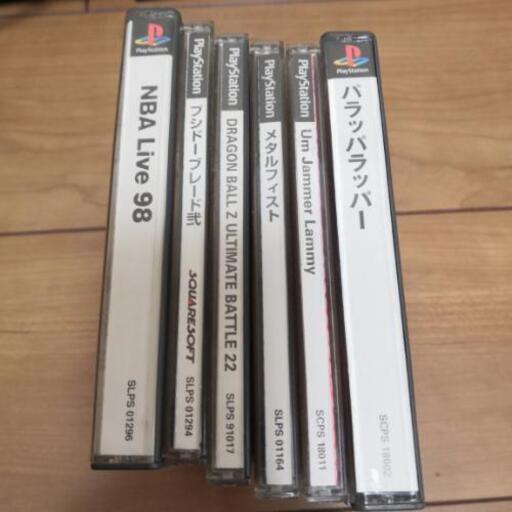 PlayStation
NBA Live 98
SLPS 01296
PlayStation
ブシドーブレード弐
SQUARESOFT
SLPS 01294
PlayStation
DRAGON BALL Z ULTIMATE BATTLE 22
SLPS 91017
PlayStation
メタルフィスト
SLPS 01164
PlayStation
Um Jammer Lammy
SCPS 18011
PlayStation
パラッパラッパー
SCPS 18002